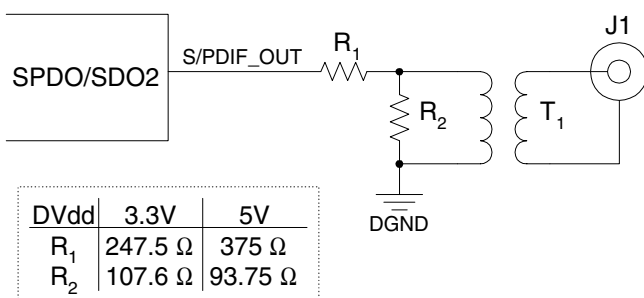 J1
S/PDIF_OUT
R1
SPDO/SDO2
R2
T1
DGND
DVdd 3.3V 5V
R1 247.5 Ω 375 Ω
R2 107.6 Ω 93.75 Ω